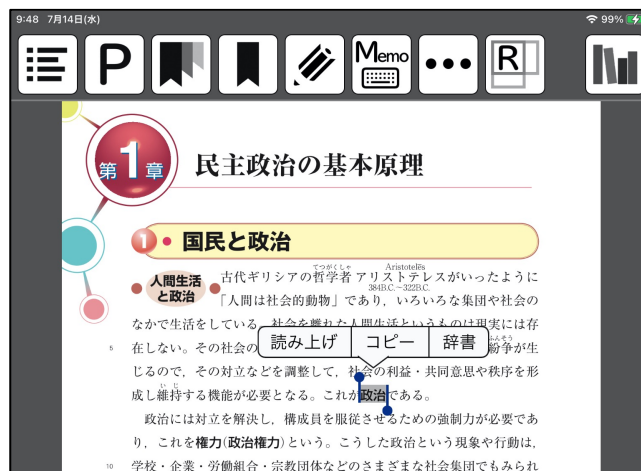 9:48 7月14日(水)
99%
P
Memo
R
第1章
民主政治の基本原理
1 • 国民と政治
人間生活
と政治
てつがくしゃ Aristotelēs
古代ギリシアの哲学者アリストテレスがいったように
384B.C.~322B.C.
「人間は社会的動物」であり，いろいろな集団や社会の
なかで生活をしている。社会を離れた人間生活というものは現実には存
読み上げ コピー 辞書
ふんそう
5 在しない。その社会の 紛争が生
じるので，その対立などを調整して，社会の利益・共同意思や秩序を形
いじ
成し維持する機能が必要となる。これが政治である。
政治には対立を解決し，構成員を服従させるための強制力が必要であ
り，これを権力(政治権力)という。こうした政治という現象や行動は，
10 学校・企業・労働組合・宗教団体などのさまざまな社会集団でもみられ